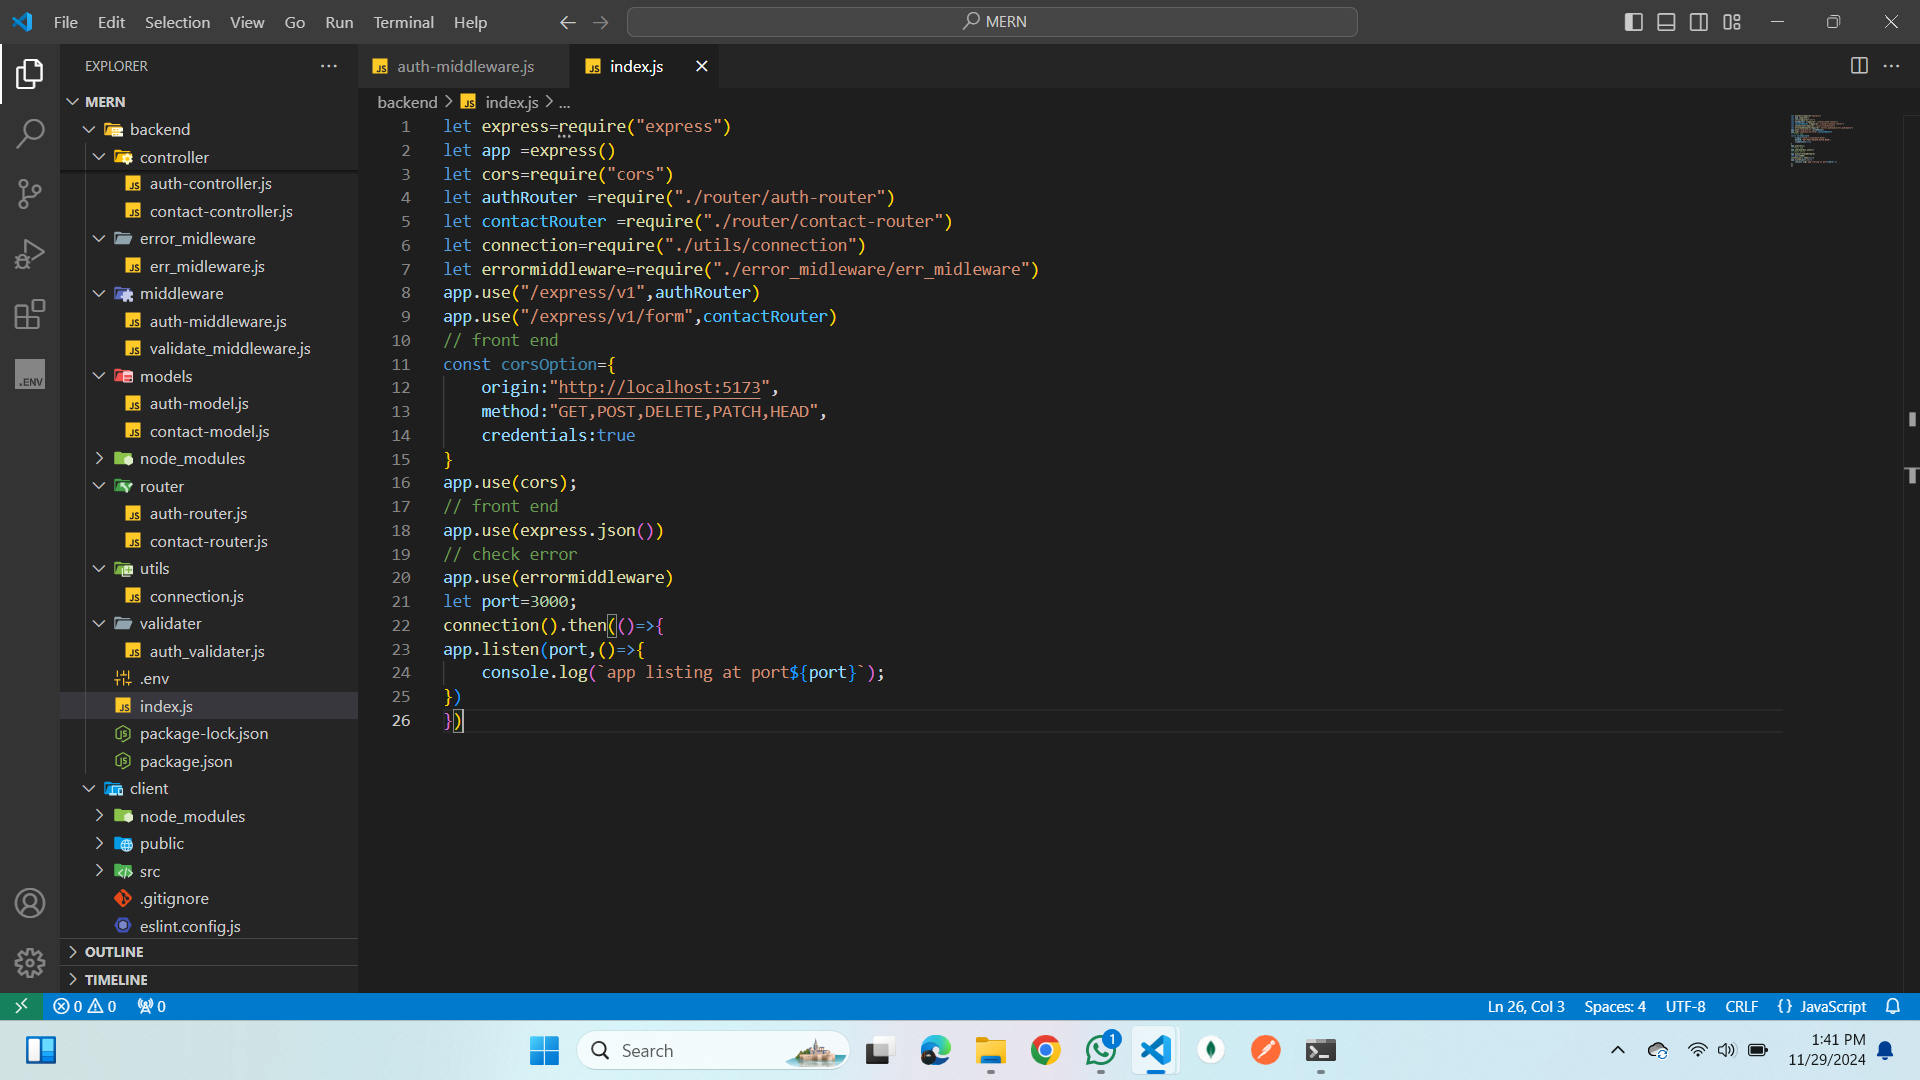 File Edit Selection View Go Run Terminal Help
MERN
EXPLORER
MERN
backend
controller
auth-controller.js
contact-controller.js
error_midleware
err_midleware.js
middleware
auth-middleware.js
validate_middleware.js
models
auth-model.js
contact-model.js
node_modules
router
auth-router.js
contact-router.js
utils
connection.js
validater
auth_validater.js
.env
index.js
package-lock.json
package.json
client
node_modules
public
src
.gitignore
eslint.config.js
OUTLINE
TIMELINE
.ENV
JS auth-middleware.js
JS index.js
backend > JS index.js > ...
1 let express=require("express")
2 let app =express()
3 let cors=require("cors")
4 let authRouter =require("./router/auth-router")
5 let contactRouter =require("./router/contact-router")
6 let connection=require("./utils/connection")
7 let errormiddleware=require("./error_midleware/err_midleware")
8 app.use("/express/v1",authRouter)
9 app.use("/express/v1/form",contactRouter)
10 // front end
11 const corsOption={
12     origin:"http://localhost:5173",
13     method:"GET,POST,DELETE,PATCH,HEAD",
14     credentials:true
15 }
16 app.use(cors);
17 // front end
18 app.use(express.json())
19 // check error
20 app.use(errormiddleware)
21 let port=3000;
22 connection().then(()=>{
23 app.listen(port,()=>{
24     console.log(`app listing at port${port}`);
25 })
26 })
0 0 0
Ln 26, Col 3 Spaces: 4 UTF-8 CRLF {} JavaScript
Search
1
1:41 PM
11/29/2024